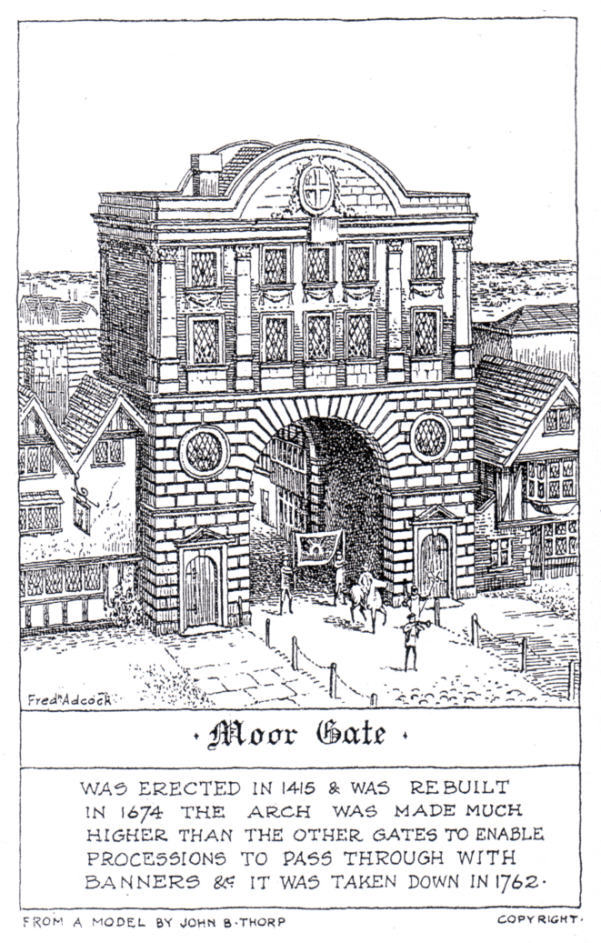 Fredk Adcock
· Moor Gate ·
WAS ERECTED IN 1415 & WAS REBUILT
IN 1674 THE ARCH WAS MADE MUCH
HIGHER THAN THE OTHER GATES TO ENABLE
PROCESSIONS TO PASS THROUGH WITH
BANNERS &c IT WAS TAKEN DOWN IN 1762.
FROM A MODEL BY JOHN B. THORP
COPYRIGHT.